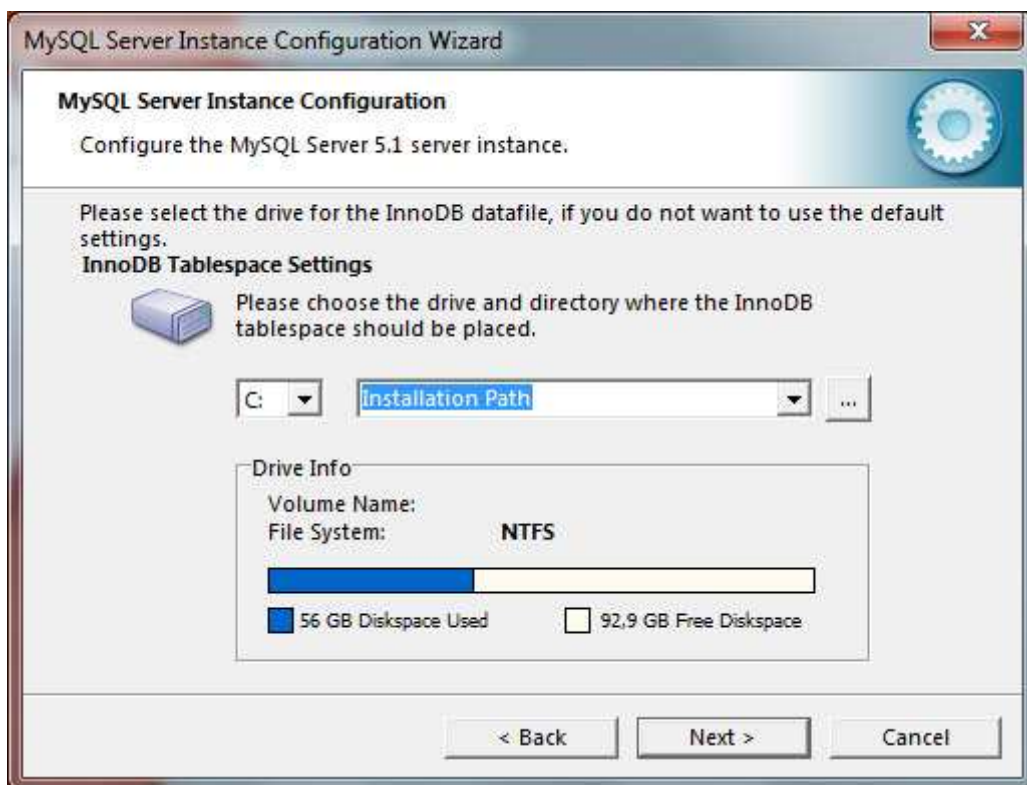 MySQL Server Instance Configuration Wizard
MySQL Server Instance Configuration
Configure the MySQL Server 5.1 server instance.
Please select the drive for the InnoDB datafile, if you do not want to use the default
settings.
InnoDB Tablespace Settings
Please choose the drive and directory where the InnoDB
tablespace should be placed.
C:
Installation Path
...
Drive Info
Volume Name:
File System: NTFS
56 GB Diskspace Used
92,9 GB Free Diskspace
< Back
Next >
Cancel